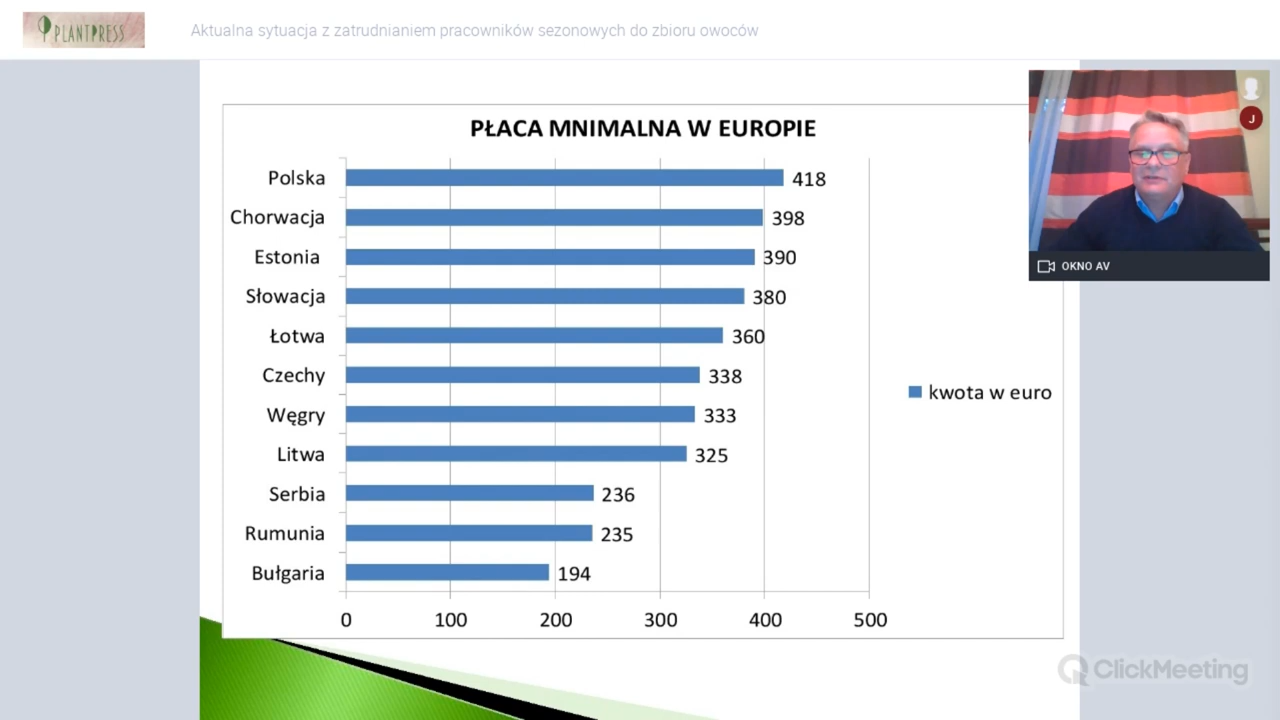 PLANTPRESS
Aktualna sytuacja z zatrudnianiem pracowników sezonowych do zbioru owoców
J
OKNO AV
PŁACA MNIMALNA W EUROPIE
Polska 418
Chorwacja 398
Estonia 390
Słowacja 380
Łotwa 360
Czechy 338
Węgry 333
Litwa 325
Serbia 236
Rumunia 235
Bułgaria 194
0 100 200 300 400 500
kwota w euro
ClickMeeting